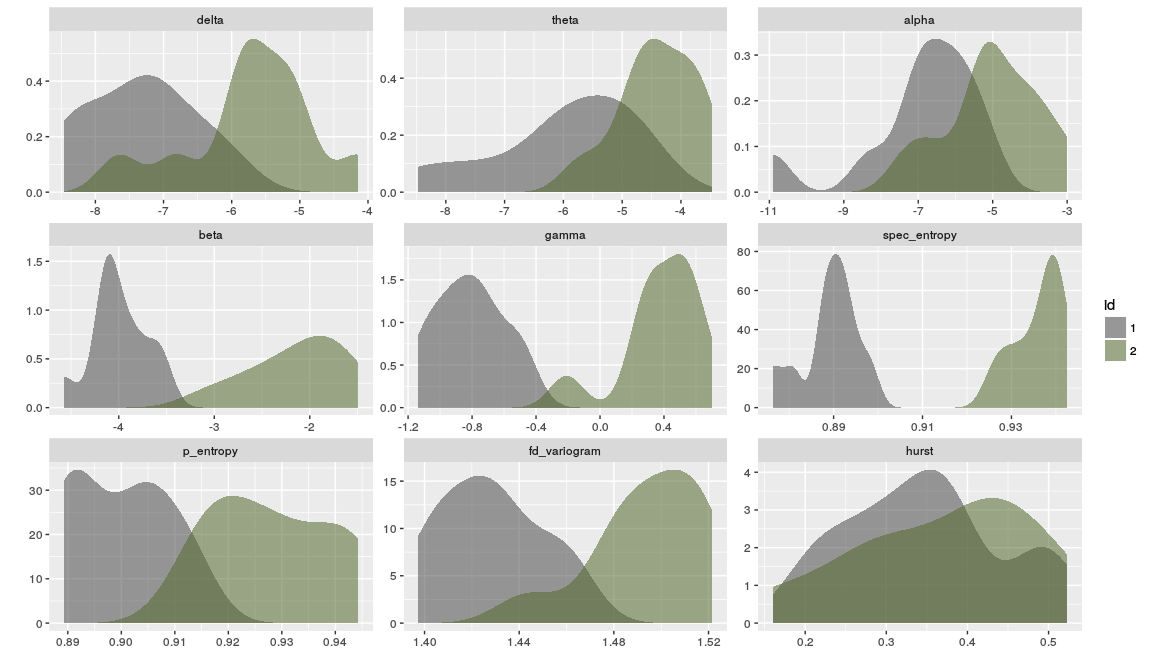 delta theta alpha
0.4
0.2
0.0
-8 -7 -6 -5 -4
0.4
0.2
0.0
-8 -7 -6 -5 -4
0.3
0.2
0.1
0.0
-11 -9 -7 -5 -3
beta gamma spec_entropy
1.5
1.0
0.5
0.0
-4 -3 -2
1.5
1.0
0.5
0.0
-1.2 -0.8 -0.4 0.0 0.4
80
60
40
20
0
0.89 0.91 0.93
p_entropy fd_variogram hurst
30
20
10
0
0.89 0.90 0.91 0.92 0.93 0.94
15
10
5
0
1.40 1.44 1.48 1.52
4
3
2
1
0
0.2 0.3 0.4 0.5
Id
1
2